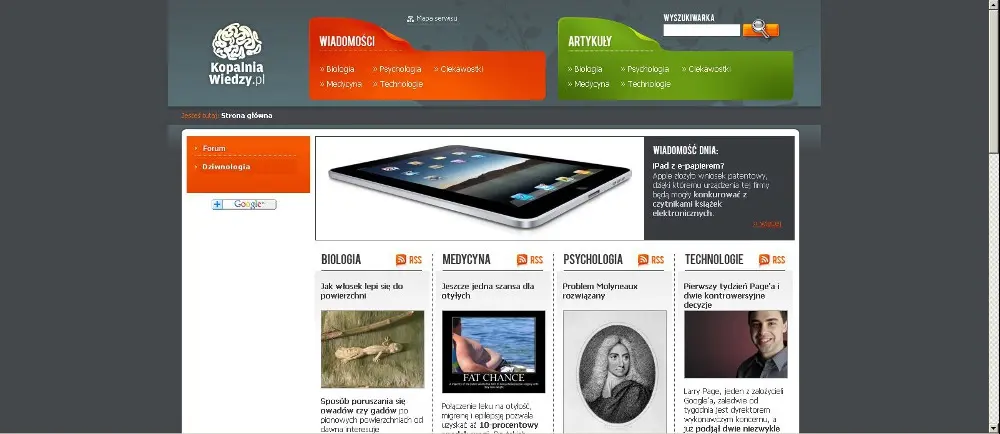 Mapa serwisu
WYSZUKIWARKA
WIADOMOŚCI
ARTYKUŁY
Kopalnia
Wiedzy.pl
» Biologia » Psychologia » Ciekawostki
» Medycyna » Technologie
» Biologia » Psychologia » Ciekawostki
» Medycyna » Technologie
Jesteś tutaj: Strona główna
Forum
Dziwnologia
Google
WIADOMOŚĆ DNIA:
iPad z e-papierem?
Apple złożyło wniosek patentowy,
dzięki któremu urządzenia tej firmy
będą mogły konkurować z
czytnikami książek
elektronicznych.
BIOLOGIA RSS
Jak włosek lepi się do
powierzchni
Sposób poruszania się
owadów czy gadów po
pionowych powierzchniach od
dawna interesuje
MEDYCYNA RSS
Jeszcze jedna szansa dla
otyłych
FAT CHANCE
Połączenie leku na otyłość,
migrenę i epilepsję pozwala
uzyskać aż 10-procentowy
PSYCHOLOGIA RSS
Problem Molyneaux
rozwiązany
TECHNOLOGIE RSS
Pierwszy tydzień Page'a i
dwie kontrowersyjne
decyzje
Larry Page, jeden z założycieli
Google'a, zaledwie od
tygodnia jest dyrektorem
wykonawczym koncernu, a
już podjął dwie niezwykle